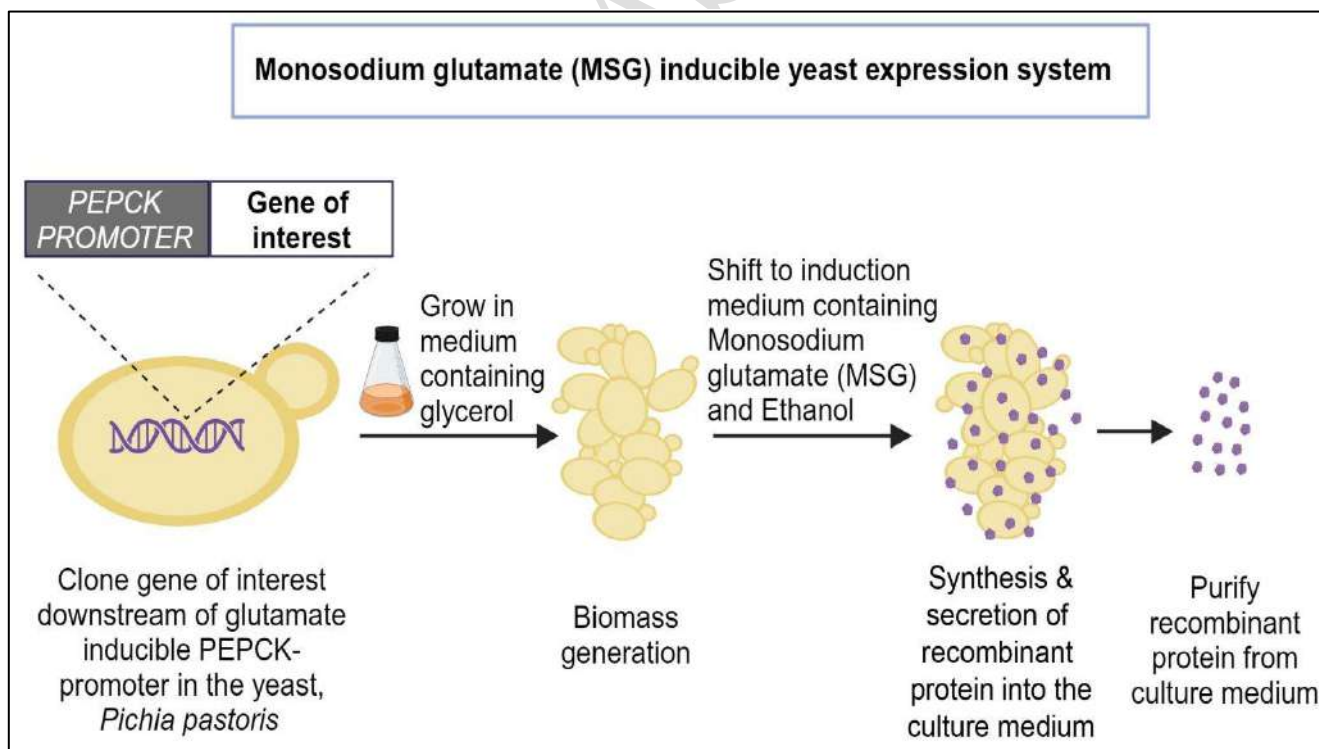 Monosodium glutamate (MSG) inducible yeast expression system
PEPCK
PROMOTER
Gene of
interest
Grow in
medium
containing
glycerol
Shift to induction
medium containing
Monosodium
glutamate (MSG)
and Ethanol
Clone gene of interest
downstream of glutamate
inducible PEPCK-
promoter in the yeast,
Pichia pastoris
Biomass
generation
Synthesis &
secretion of
recombinant
protein into the
culture medium
Purify
recombinant
protein from
culture medium